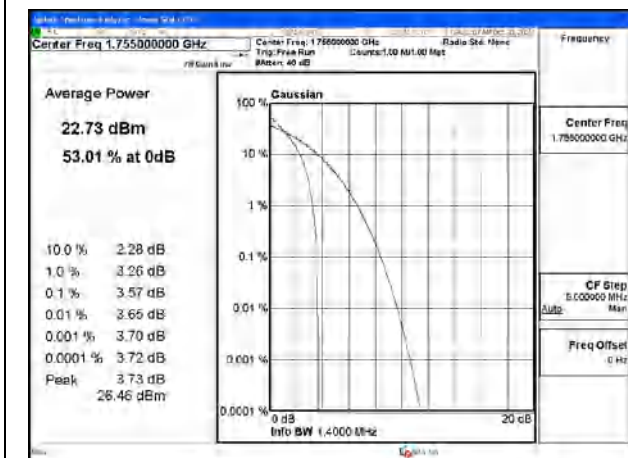 Center Freq 1.755000000 GHz
Center Freq: 1.755000000 GHz
Radio Std: None
Trig: Free Run
Counts:1.00 M/1.00 Mpt
#Atten: 40 dB
Frequency
Average Power
22.73 dBm
53.01 % at 0dB
10.0 % 2.28 dB
1.0 % 3.26 dB
0.1 % 3.57 dB
0.01 % 3.65 dB
0.001 % 3.70 dB
0.0001 % 3.72 dB
Peak 3.73 dB
26.46 dBm
Gaussian
100 %
10 %
1 %
0.1 %
0.01 %
0.001 %
0.0001 %
0 dB
20 dB
Info BW 1.4000 MHz
Center Freq
1.755000000 GHz
CF Step
5.000000 MHz
Auto Man
Freq Offset
0 Hz